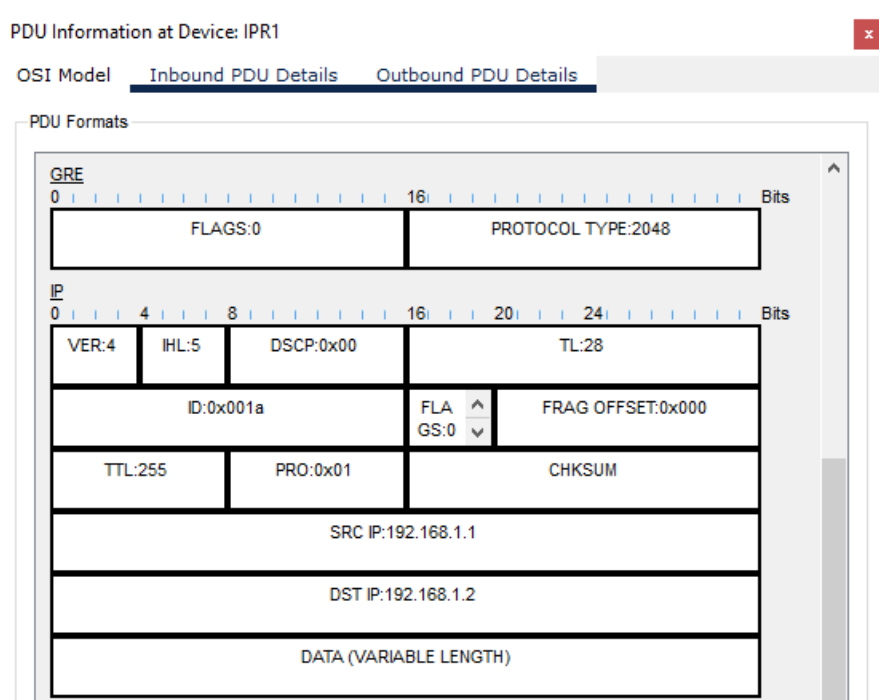 PDU Information at Device: IPR1
x
OSI Model Inbound PDU Details Outbound PDU Details
PDU Formats
GRE
0 16 Bits
FLAGS:0 PROTOCOL TYPE:2048
IP
0 4 8 16 20 24 Bits
VER:4 IHL:5 DSCP:0x00 TL:28
ID:0x001a FLA
GS:0 FRAG OFFSET:0x000
TTL:255 PRO:0x01 CHKSUM
SRC IP:192.168.1.1
DST IP:192.168.1.2
DATA (VARIABLE LENGTH)